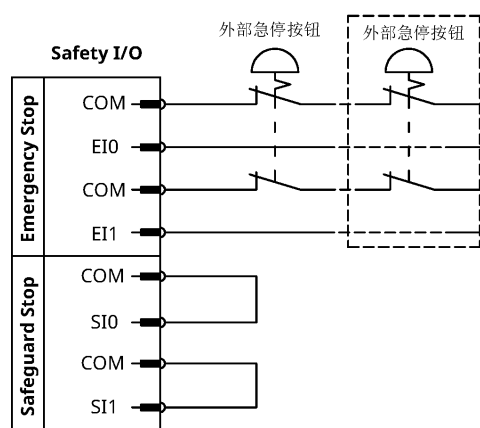 外部急停按钮
外部急停按钮
Safety I/O
Emergency Stop
COM
EI0
COM
EI1
Safeguard Stop
COM
SI0
COM
SI1